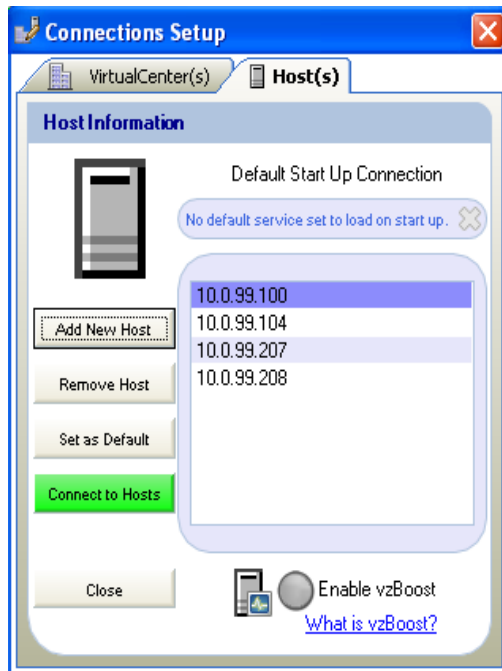 Connections Setup
VirtualCenter(s)
Host(s)
Host Information
Default Start Up Connection
No default service set to load on start up.
10.0.99.100
10.0.99.104
10.0.99.207
10.0.99.208
Add New Host
Remove Host
Set as Default
Connect to Hosts
Close
Enable vzBoost
What is vzBoost?